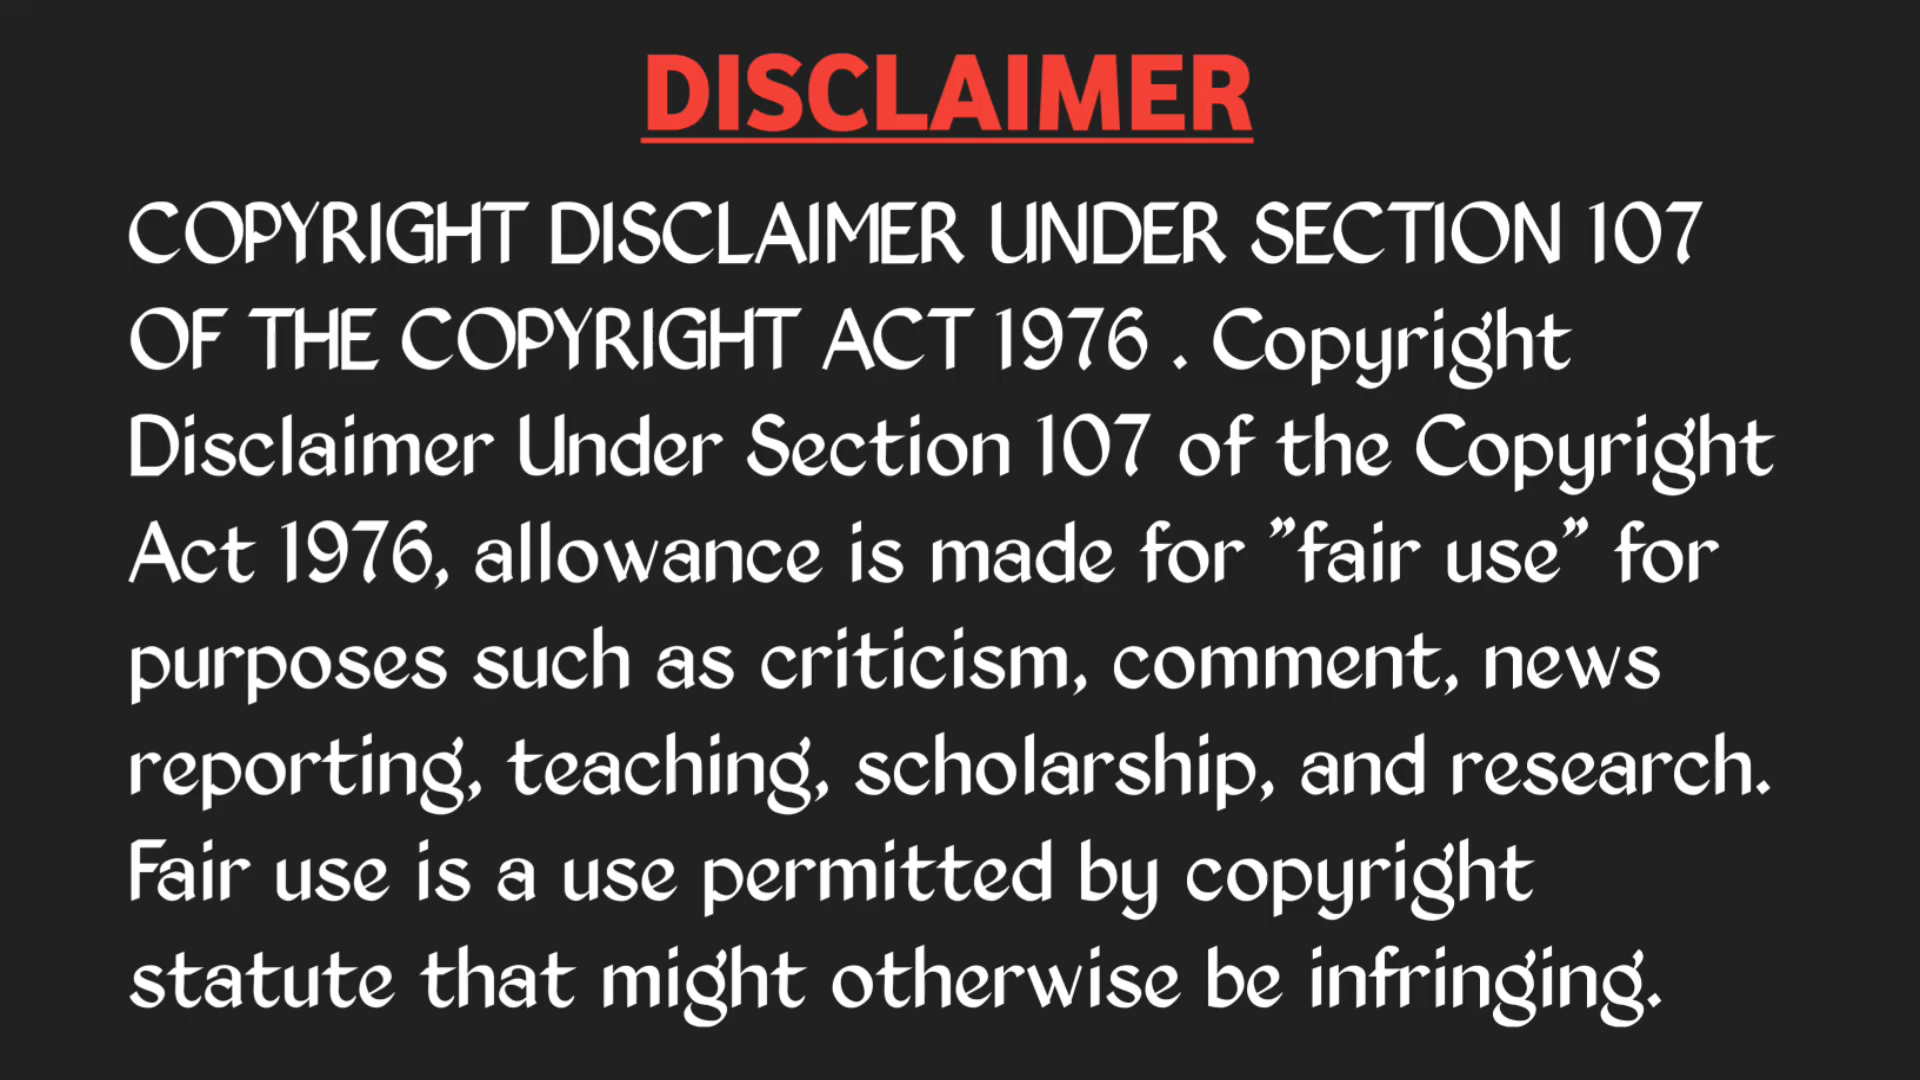 DISCLAIMER
COPYRIGHT DISCLAIMER UNDER SECTION 107
OF THE COPYRIGHT ACT 1976 . Copyright
Disclaimer Under Section 107 of the Copyright
Act 1976, allowance is made for ”fair use” for
purposes such as criticism, comment, news
reporting, teaching, scholarship, and research.
Fair use is a use permitted by copyright
statute that might otherwise be infringing.